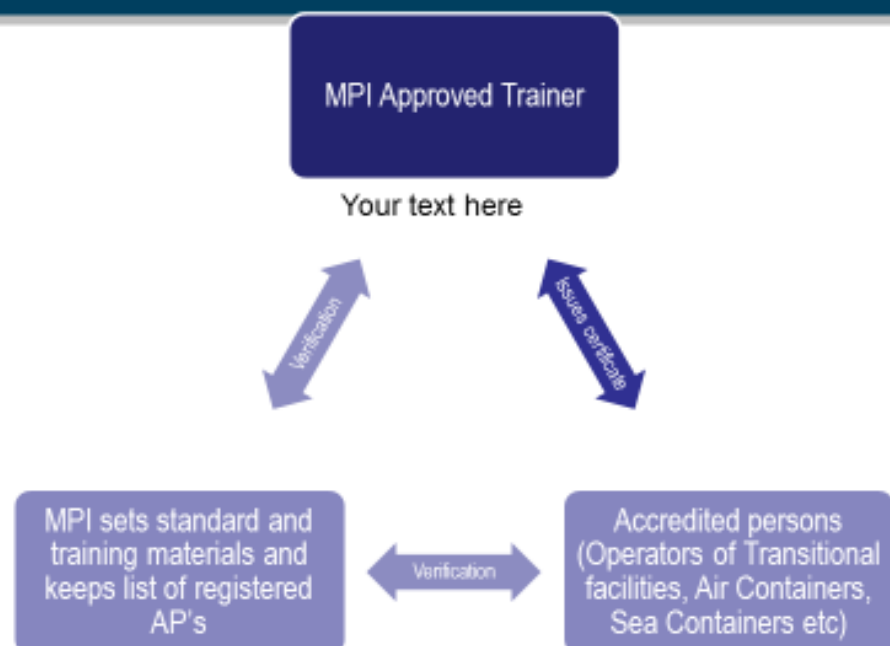 MPI Approved Trainer
Your text here
Verification
issues certificate
MPI sets standard and
training materials and
keeps list of registered
AP's
Verification
Accredited persons
(Operators of Transitional
facilities, Air Containers,
Sea Containers etc)